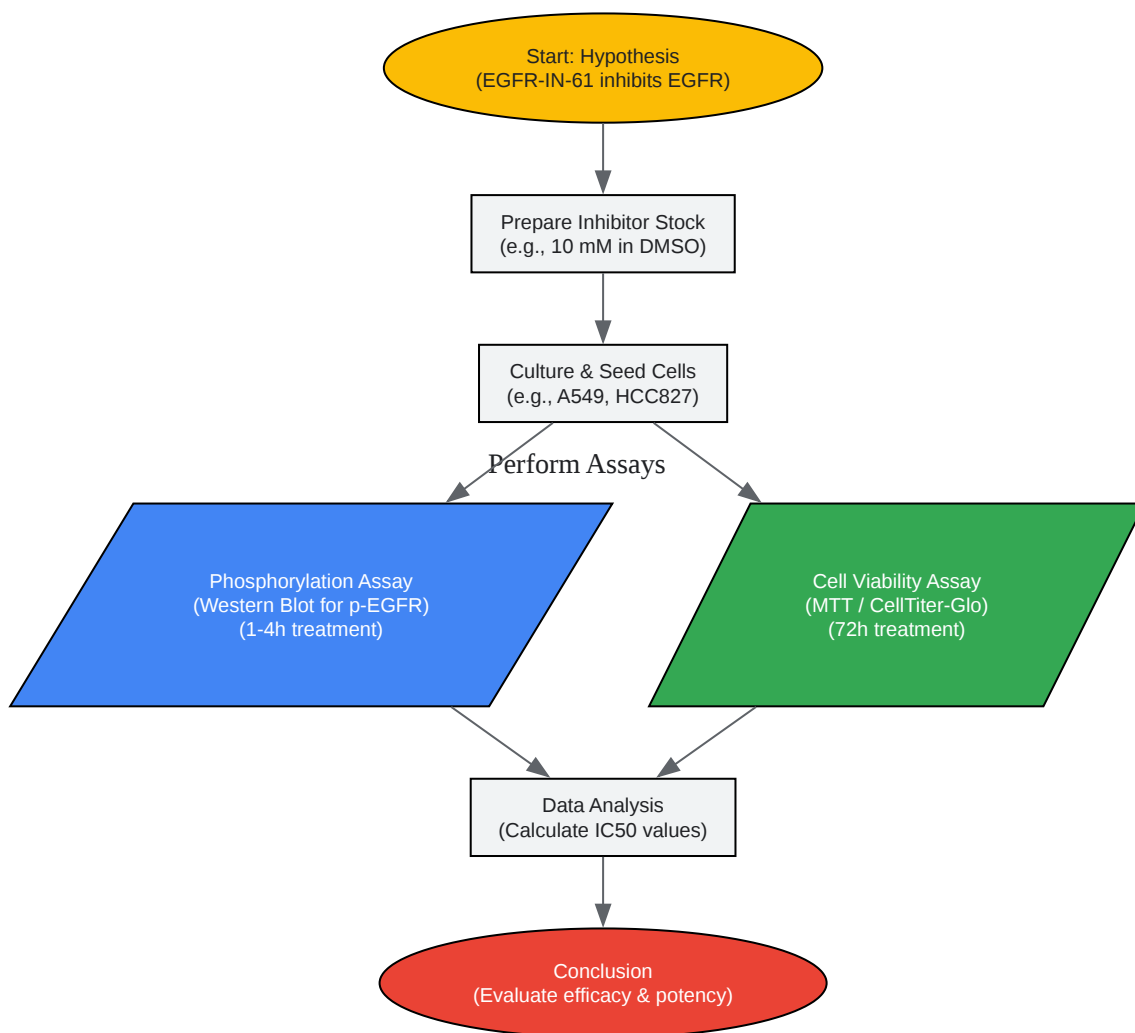 Start: Hypothesis
(EGFR-IN-61 inhibits EGFR)
Prepare Inhibitor Stock
(e.g., 10 mM in DMSO)
Culture & Seed Cells
(e.g., A549, HCC827)
Perform Assays
Phosphorylation Assay
(Western Blot for p-EGFR)
(1-4h treatment)
Cell Viability Assay
(MTT / CellTiter-Glo)
(72h treatment)
Data Analysis
(Calculate IC50 values)
Conclusion
(Evaluate efficacy & potency)